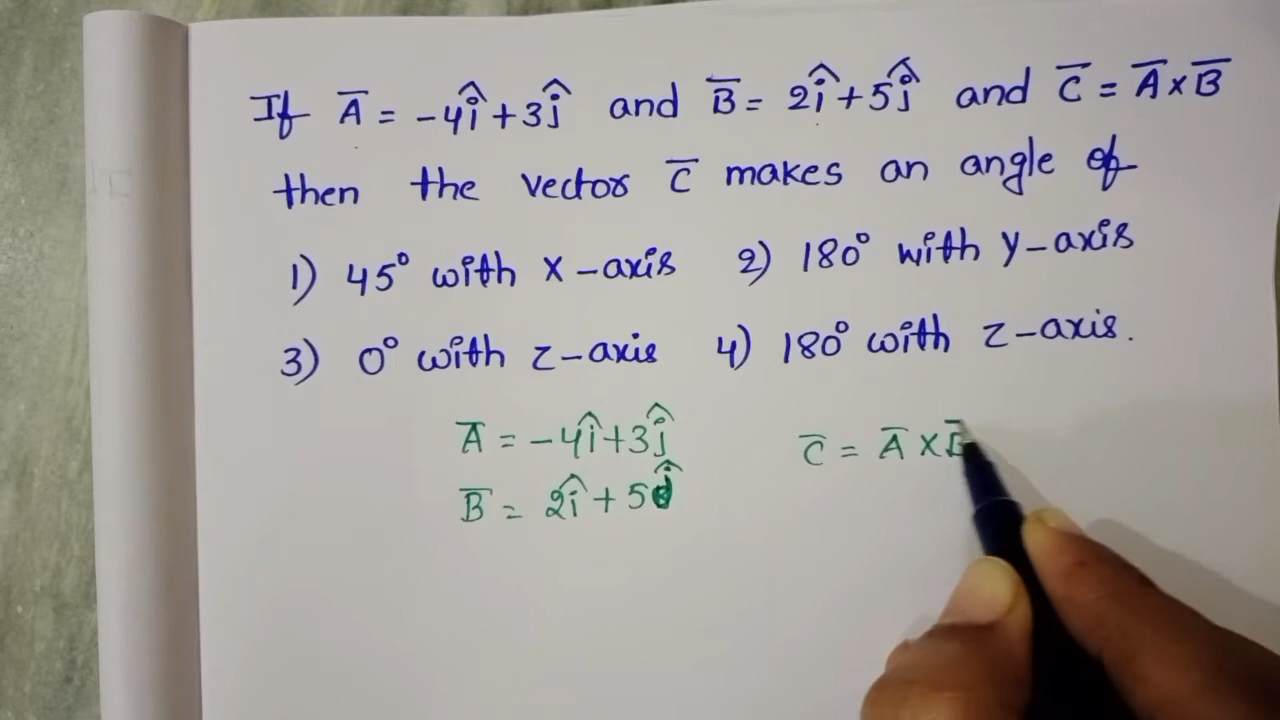 If A̅ = -4î+3ĵ and B̅ = 2î+5ĵ and C̅ = A̅×B̅
then the vector C̅ makes an angle of
1) 45° with x-axis 2) 180° with y-axis
3) 0° with z-axis 4) 180° with z-axis.
A̅ = -4î+3ĵ C̅ = A̅×B̅
B̅ = 2î+5ĵ